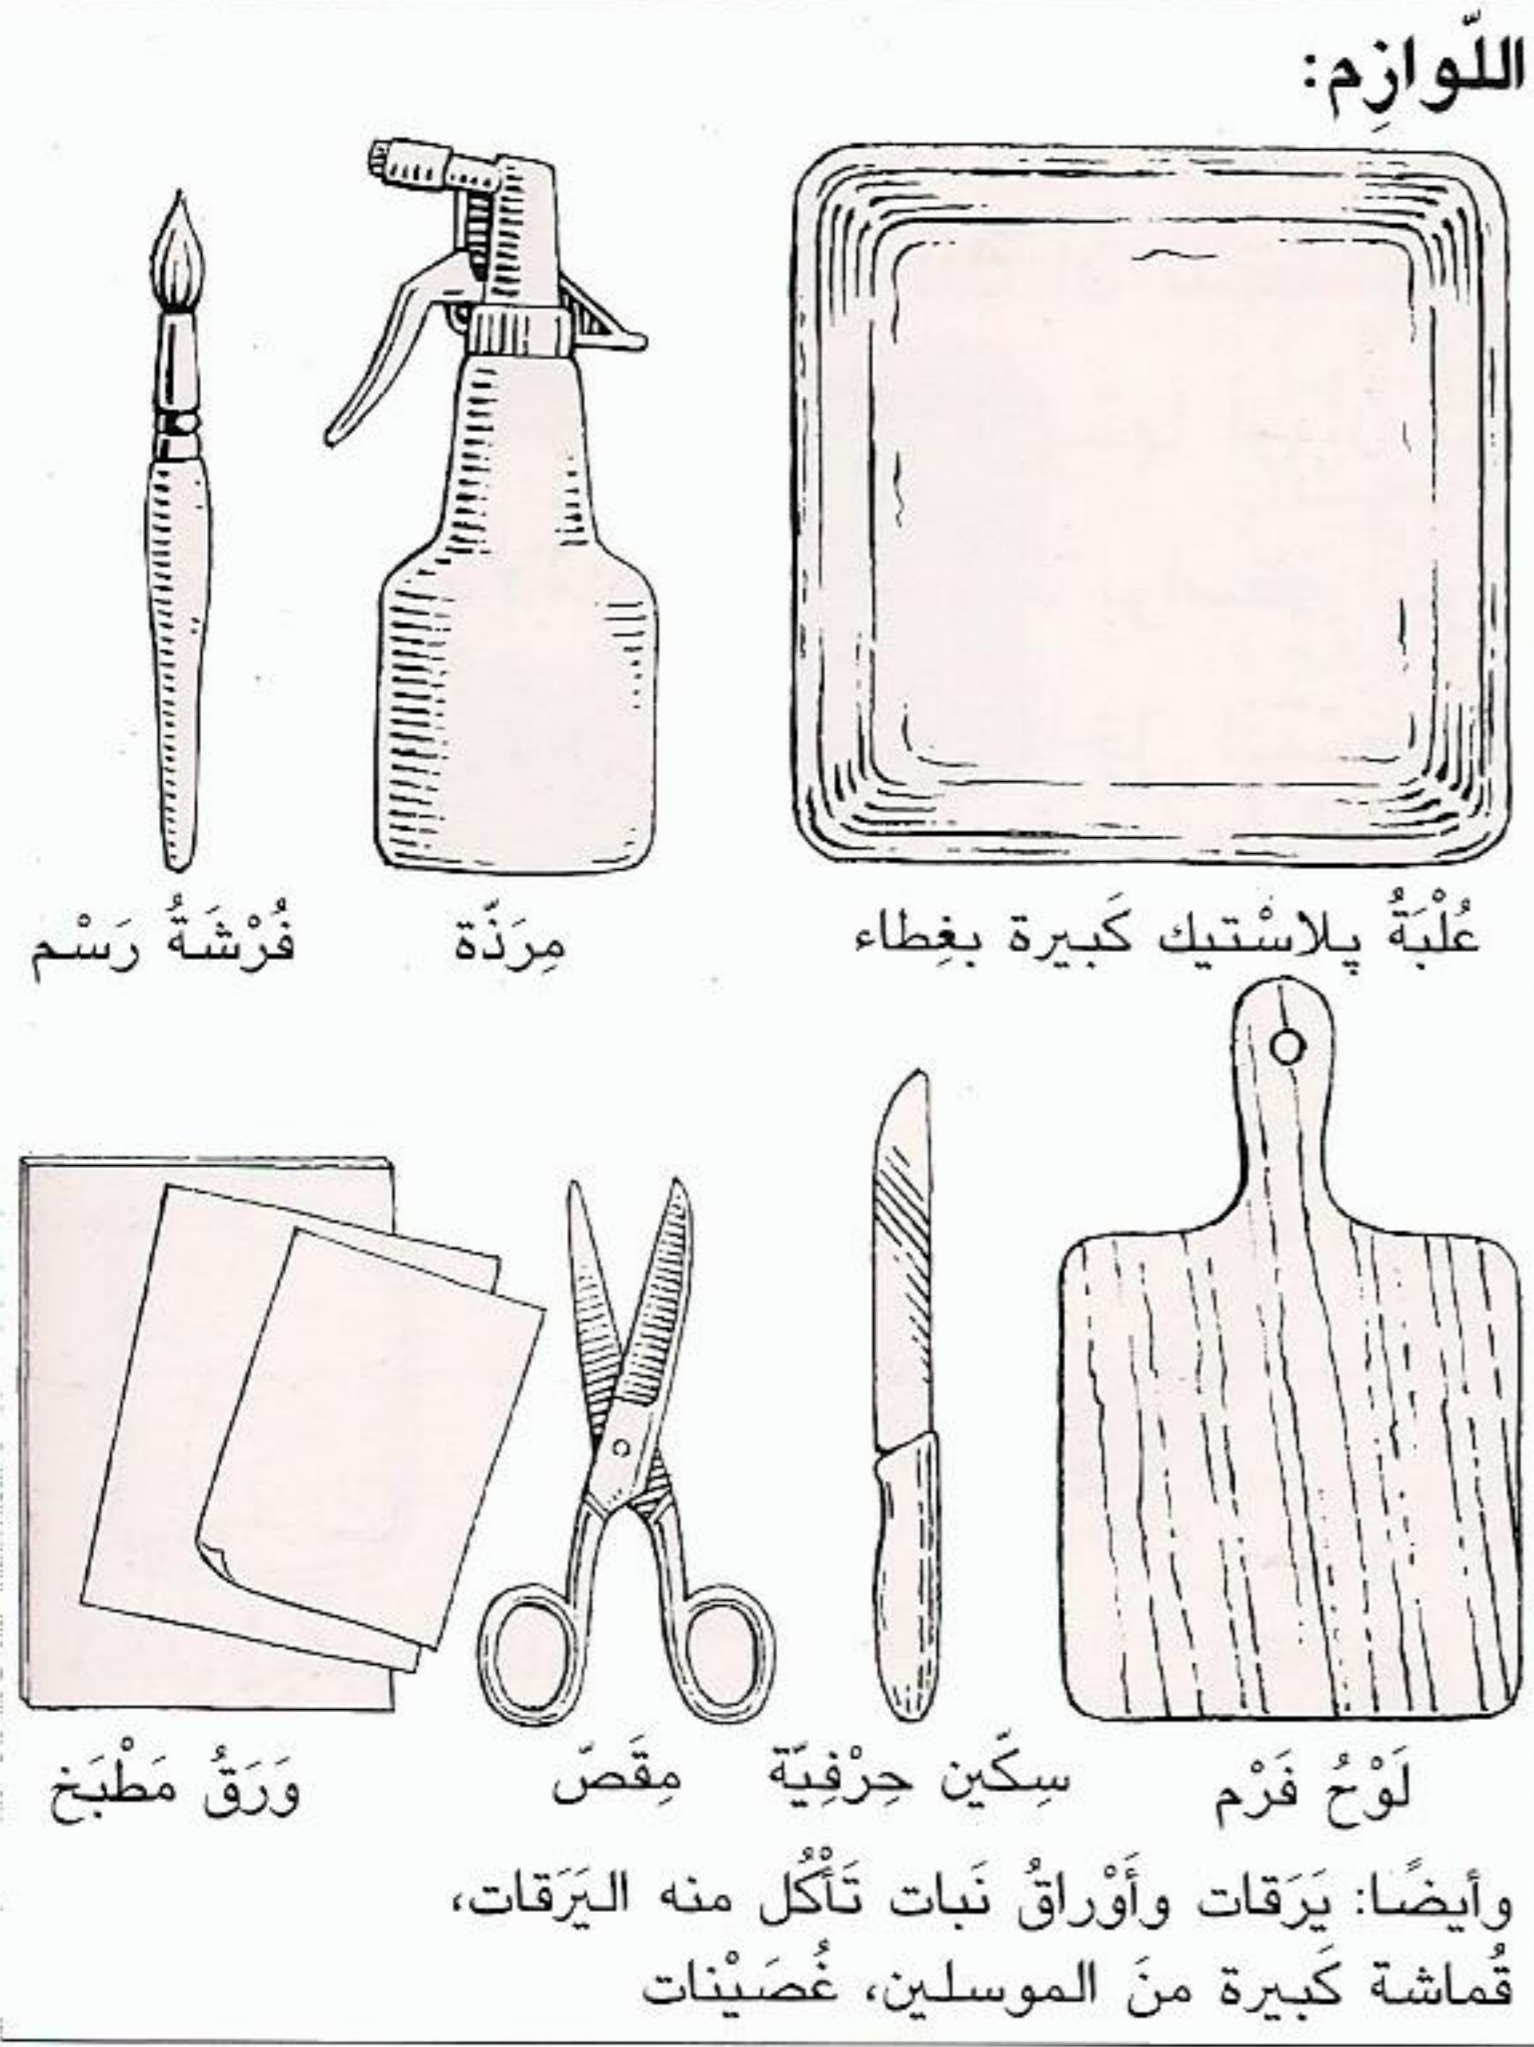 اللّوازِم:
عُلْبَةُ پلاسْتيك كَبيرة بغِطاء
مِرَذّة
فُرْشَةُ رَسْم
لَوْحُ فَرْم
سِكّين حِرْفِيّة
مِقَصّ
وَرَقُ مَطْبَخ
وأيضًا: يَرَقات وأَوْراقُ نَبات تَأْكُل منه اليَرَقات،
قُماشة كَبيرة منَ الموسلين، غُصَيْنات